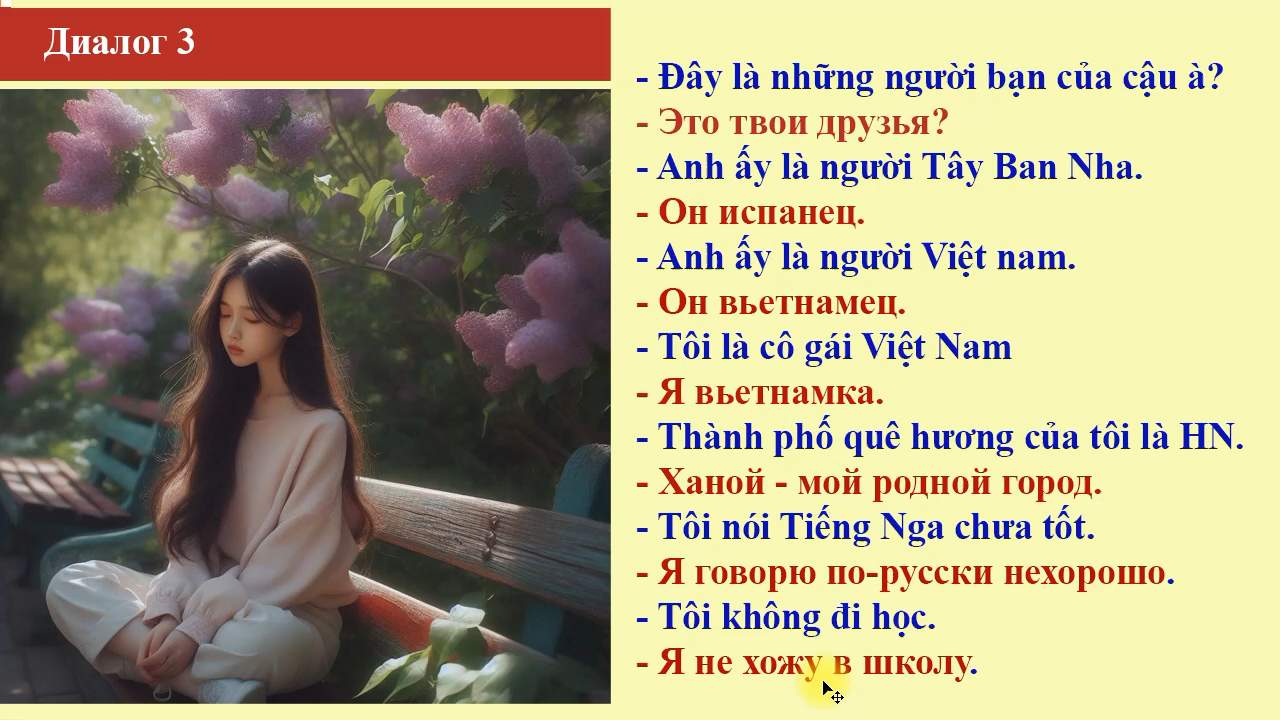 Диалог 3
- Đây là những người bạn của cậu à?
- Это твои друзья?
- Anh ấy là người Tây Ban Nha.
- Он испанец.
- Anh ấy là người Việt nam.
- Он вьетнамец.
- Tôi là cô gái Việt Nam
- Я вьетнамка.
- Thành phố quê hương của tôi là HN.
- Ханой - мой родной город.
- Tôi nói Tiếng Nga chưa tốt.
- Я говорю по-русски нехорошо.
- Tôi không đi học.
- Я не хожу в школу.